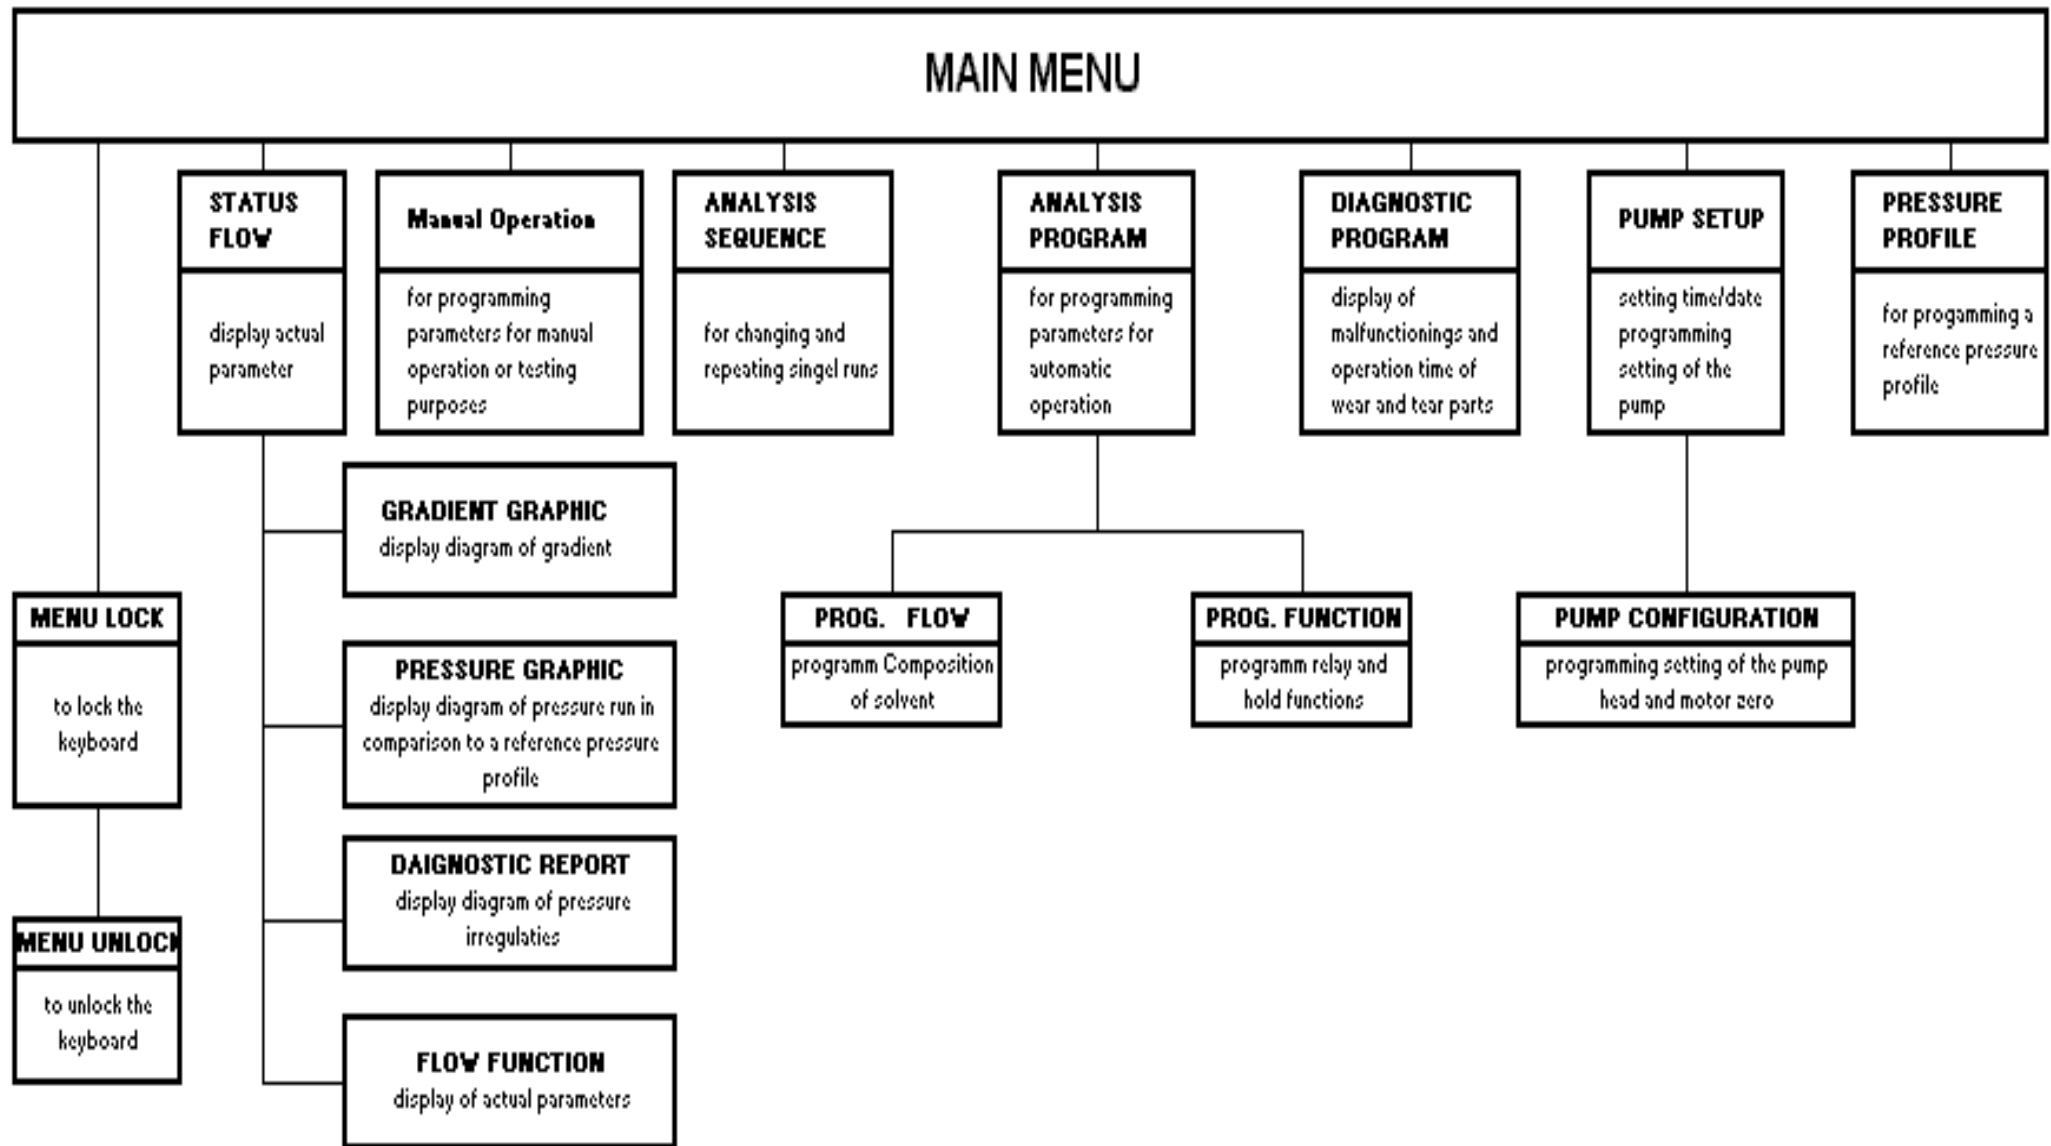 MAIN MENU
STATUS
FLOW
display actual
parameter
Manual Operation
for programming
parameters for manual
operation or testing
purposes
ANALYSIS
SEQUENCE
for changing and
repeating singel runs
ANALYSIS
PROGRAM
for programming
parameters for
automatic
operation
DIAGNOSTIC
PROGRAM
display of
malfunctionings and
operation time of
wear and tear parts
PUMP SETUP
setting time/date
programming
setting of the
pump
PRESSURE
PROFILE
for progamming a
reference pressure
profile
GRADIENT GRAPHIC
display diagram of gradient
MENU LOCK
to lock the
keyboard
PRESSURE GRAPHIC
display diagram of pressure run in
comparison to a reference pressure
profile
PROG. FLOW
programm Composition
of solvent
PROG. FUNCTION
programm relay and
hold functions
PUMP CONFIGURATION
programming setting of the pump
head and motor zero
DAIGNOSTIC REPORT
display diagram of pressure
irregulaties
MENU UNLOCK
to unlock the
keyboard
FLOW FUNCTION
display of actual parameters